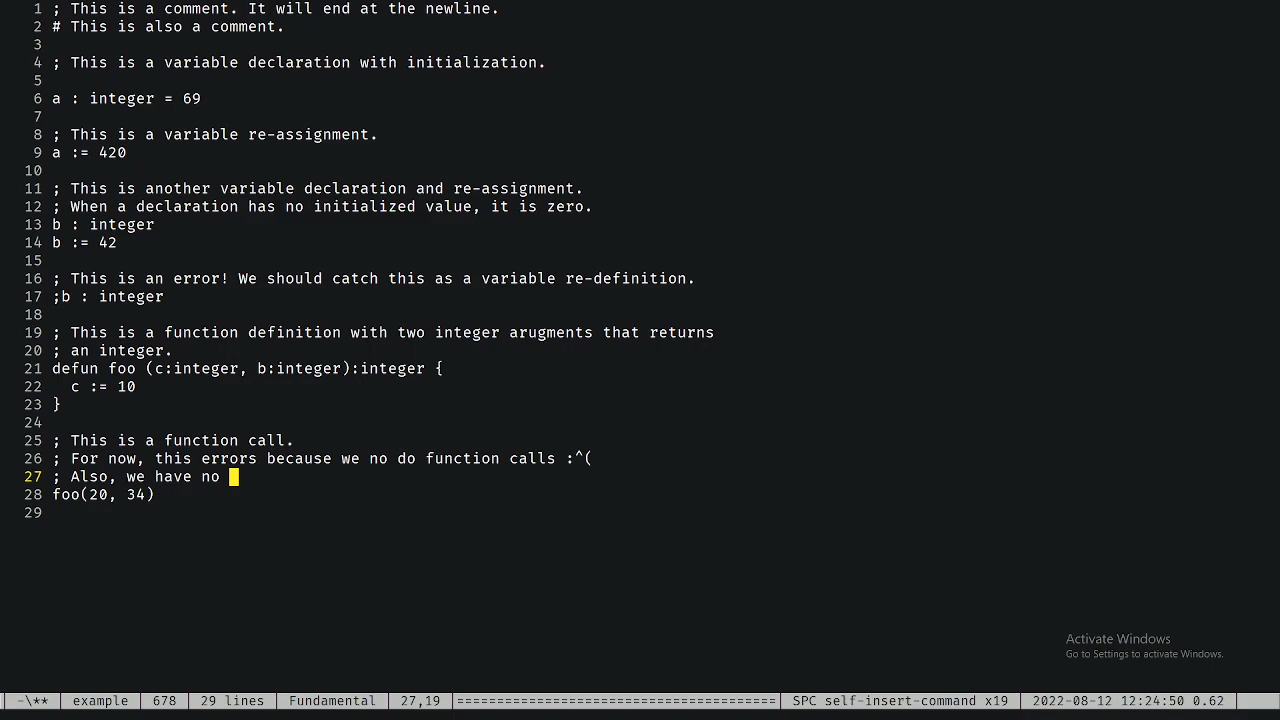 1 ; This is a comment. It will end at the newline.
2 # This is also a comment.
3
4 ; This is a variable declaration with initialization.
5
6 a : integer = 69
7
8 ; This is a variable re-assignment.
9 a := 420
10
11 ; This is another variable declaration and re-assignment.
12 ; When a declaration has no initialized value, it is zero.
13 b : integer
14 b := 42
15
16 ; This is an error! We should catch this as a variable re-definition.
17 ;b : integer
18
19 ; This is a function definition with two integer arugments that returns
20 ; an integer.
21 defun foo (c:integer, b:integer):integer {
22   c := 10
23 }
24
25 ; This is a function call.
26 ; For now, this errors because we no do function calls :^(
27 ; Also, we have no
28 foo(20, 34)
29
Activate Windows
Go to Settings to activate Windows.
-\** example 678 29 lines Fundamental 27,19 ================================== SPC self-insert-command x19 2022-08-12 12:24:50 0.62